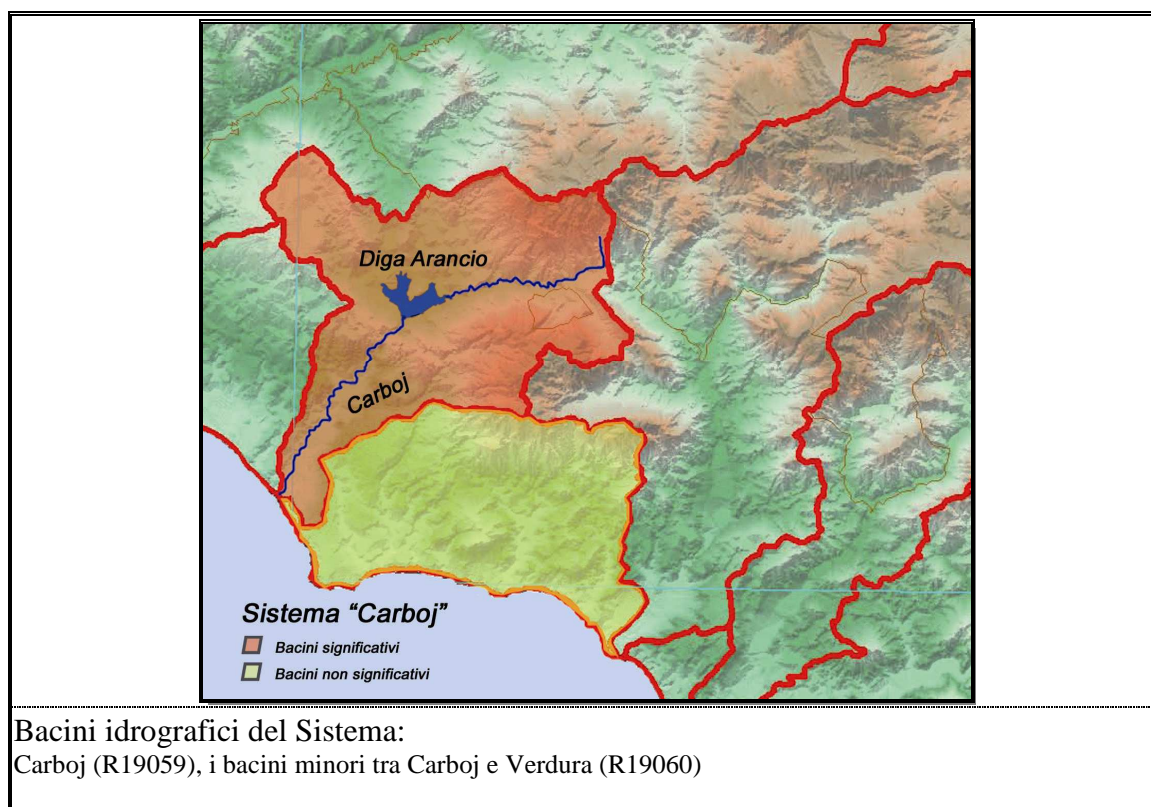 Diga Arancio
Carboj
Sistema “Carboj”
Bacini significativi
Bacini non significativi
Bacini idrografici del Sistema:
Carboj (R19059), i bacini minori tra Carboj e Verdura (R19060)